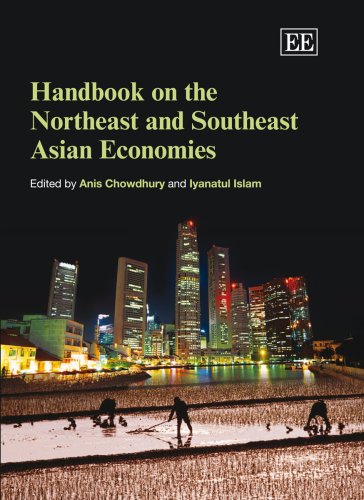 EE
Handbook on the
Northeast and Southeast
Asian Economies
Edited by Anis Chowdhury and Iyanatul Islam